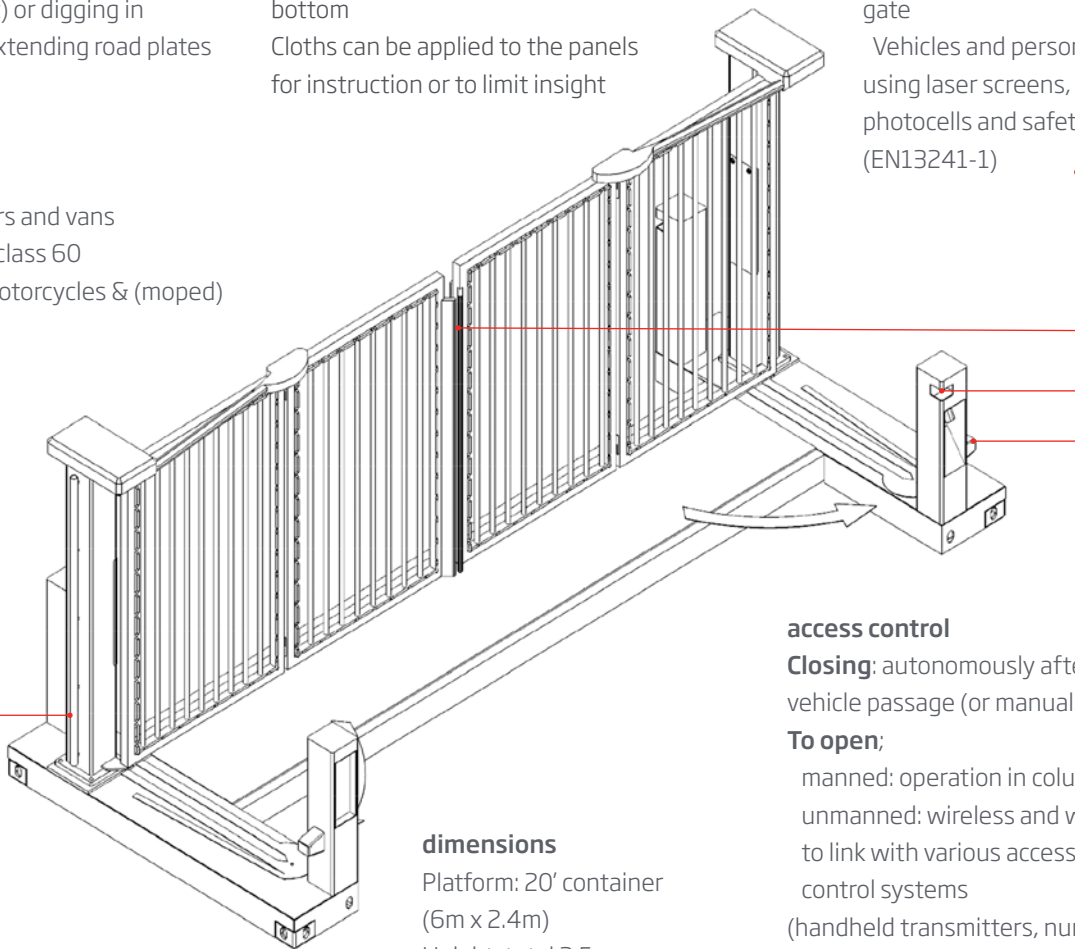 ) or digging in
xtending road plates
rs and vans
class 60
otorcycles & (moped)
bottom
Cloths can be applied to the panels
for instruction or to limit insight
gate
Vehicles and person
using laser screens,
photocells and safet
(EN13241-1)
access control
Closing: autonomously afte
vehicle passage (or manual
To open;
manned: operation in colu
unmanned: wireless and w
to link with various access
control systems
(handheld transmitters, nu
dimensions
Platform: 20' container
(6m x 2.4m)